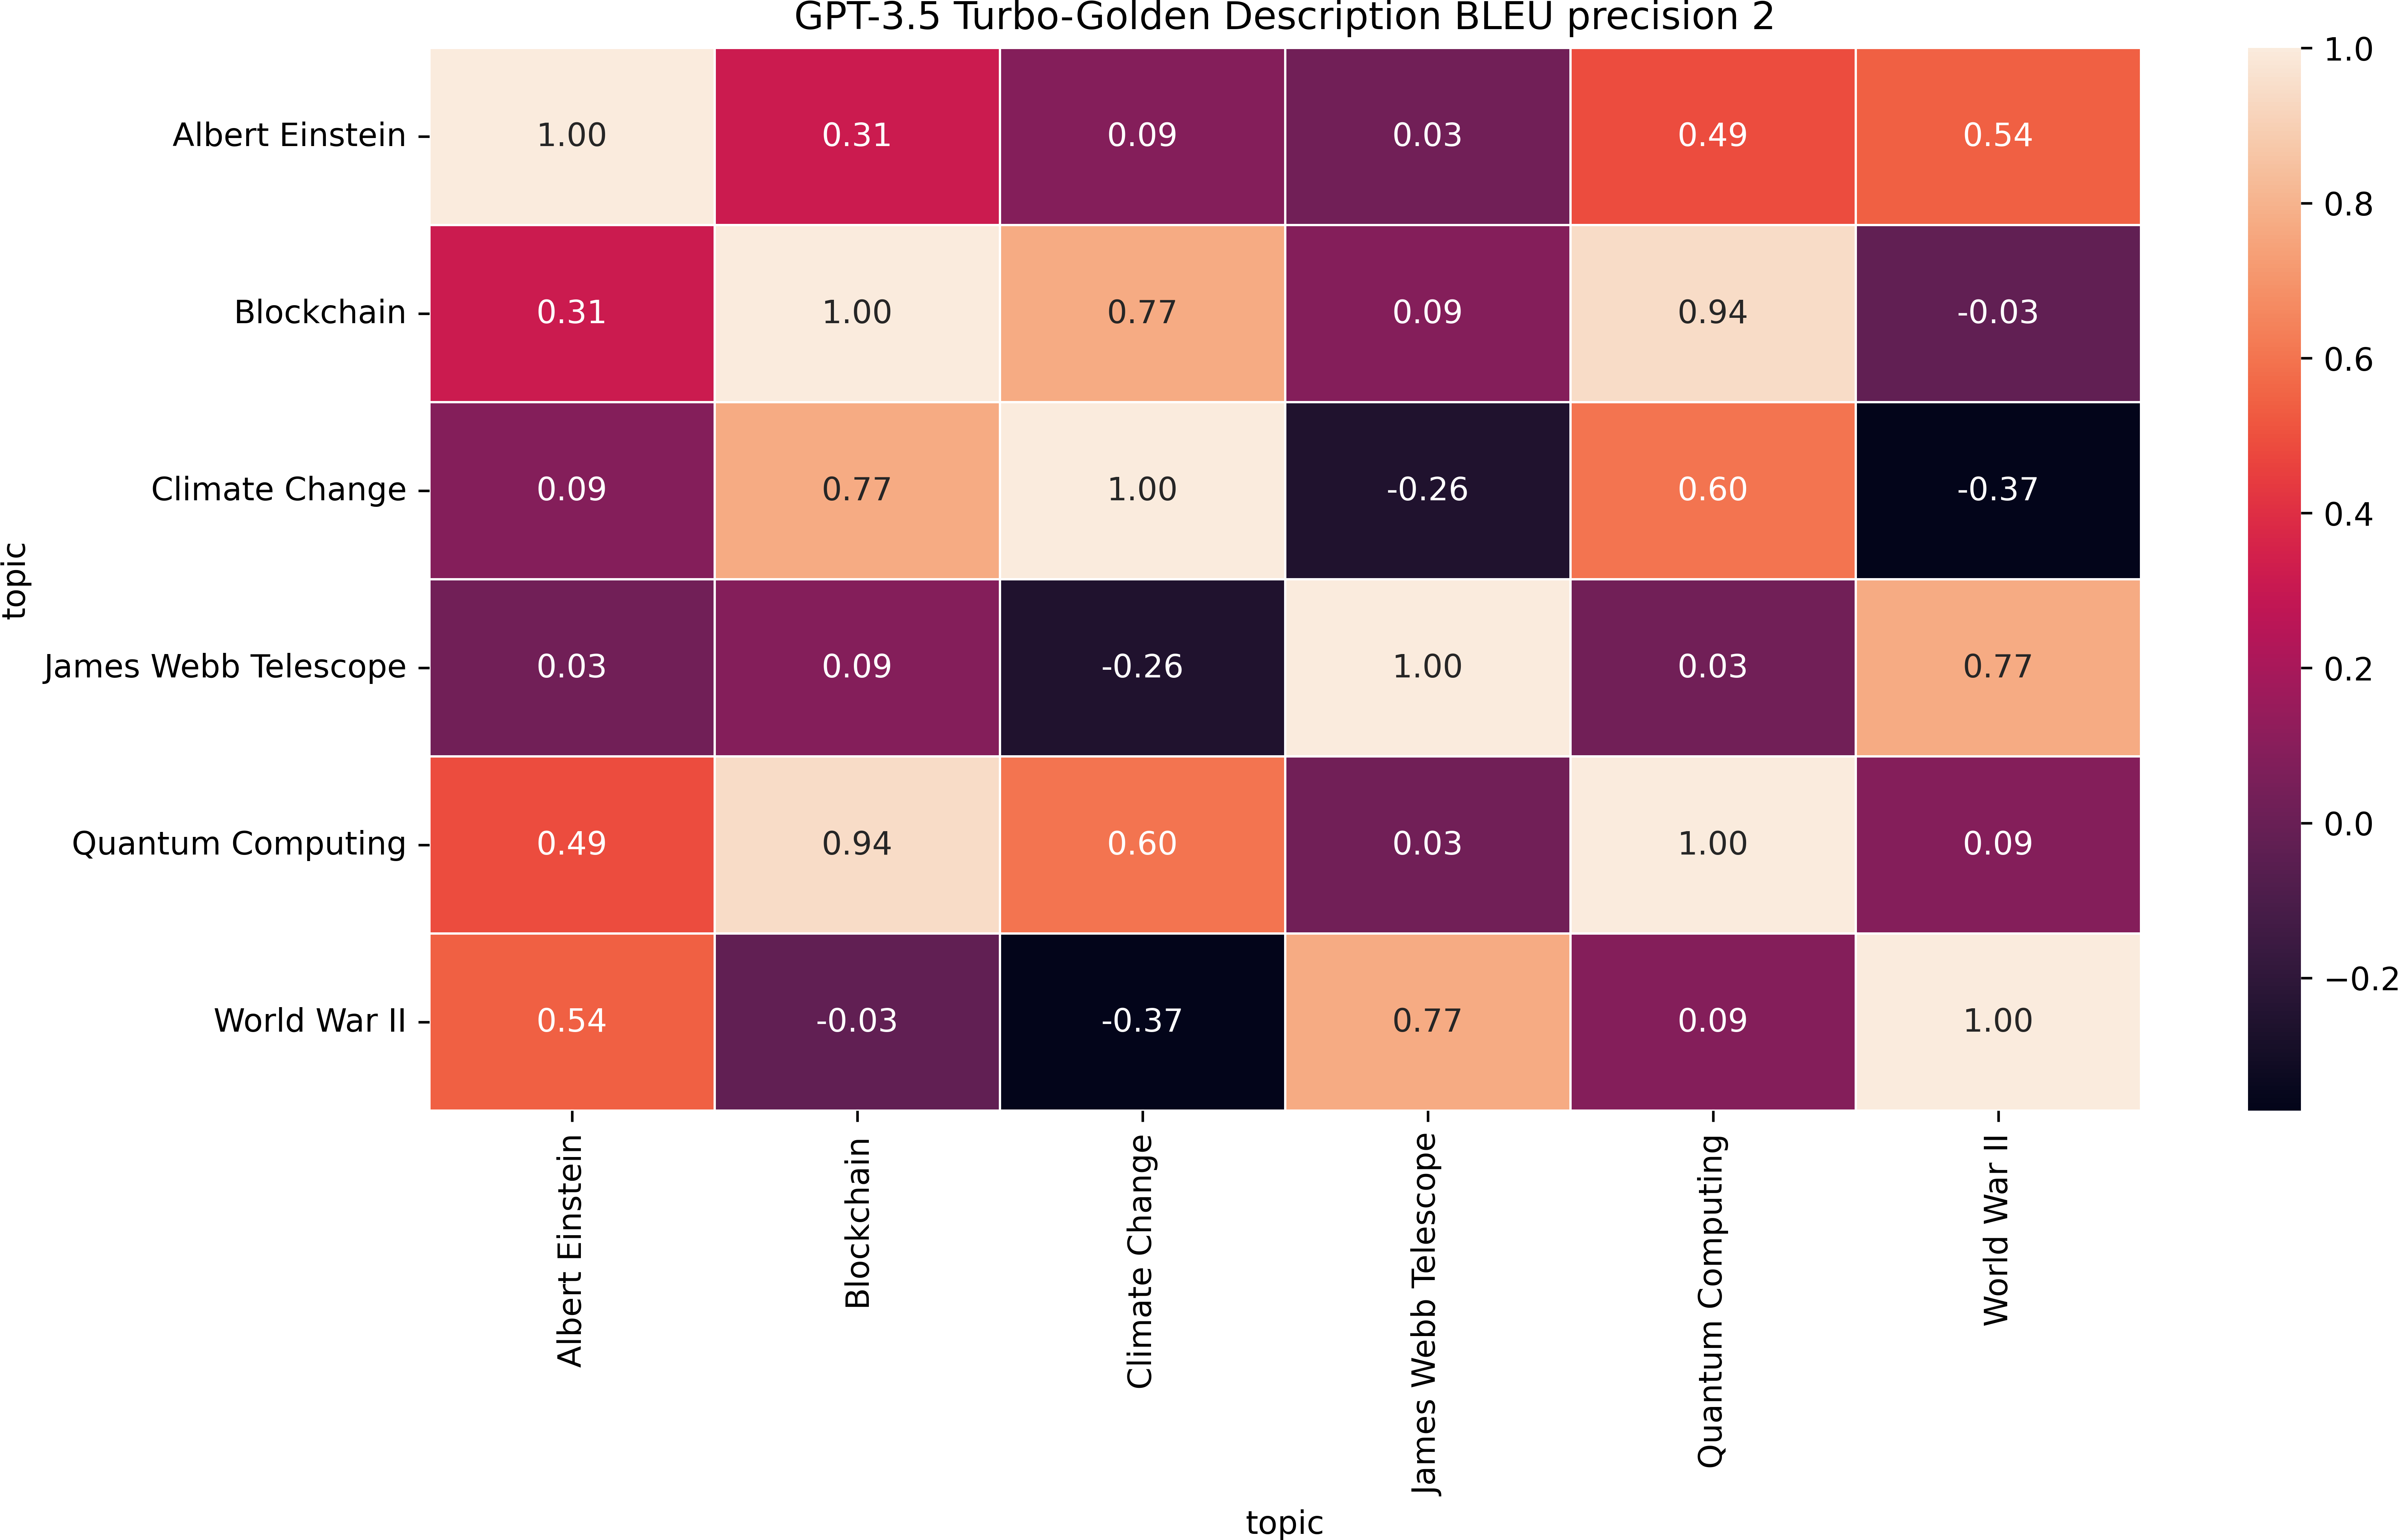 GPT-3.5 Turbo-Golden Description BLEU precision 2
Albert Einstein 1.00 0.31 0.09 0.03 0.49 0.54
Blockchain 0.31 1.00 0.77 0.09 0.94 -0.03
Climate Change 0.09 0.77 1.00 -0.26 0.60 -0.37
James Webb Telescope 0.03 0.09 -0.26 1.00 0.03 0.77
Quantum Computing 0.49 0.94 0.60 0.03 1.00 0.09
World War II 0.54 -0.03 -0.37 0.77 0.09 1.00
topic
Albert Einstein
Blockchain
Climate Change
James Webb Telescope
Quantum Computing
World War II
topic
1.0
0.8
0.6
0.4
0.2
0.0
−0.2